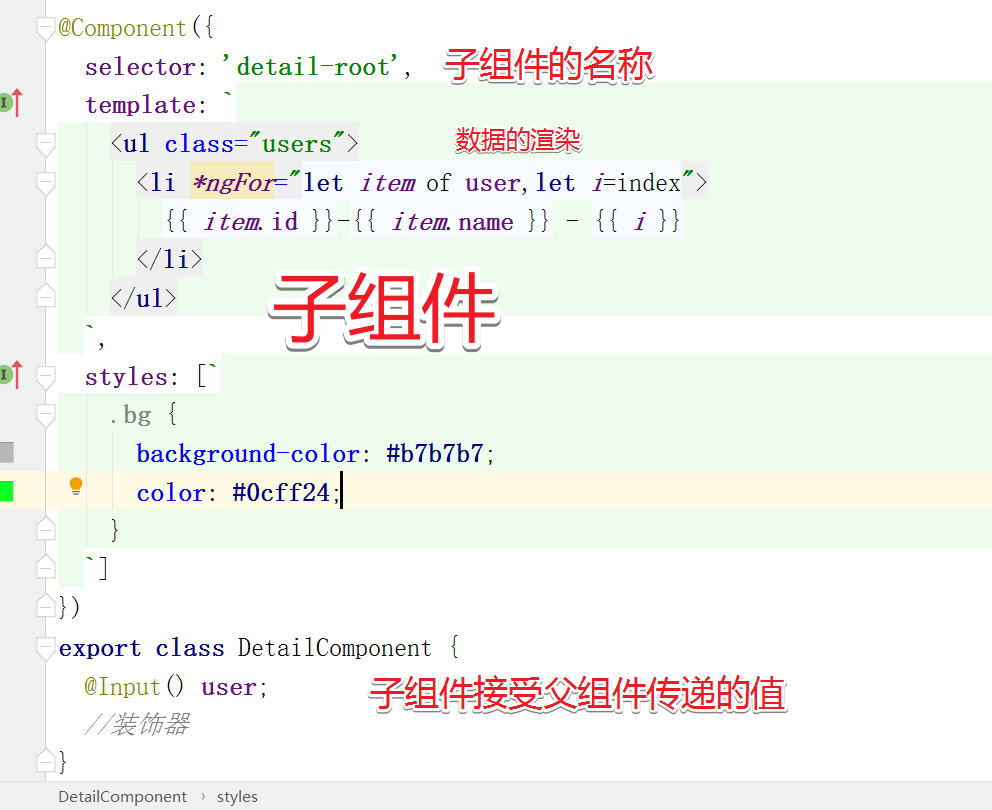 @Component({
selector: 'detail-root', 子组件的名称
template: `
<ul class="users"> 数据的渲染
<li *ngFor="let item of user,let i=index">
{{ item.id }}-{{ item.name }} - {{ i }}
</li>
</ul>
子组件
`,
styles: [`
.bg {
background-color: #b7b7b7;
color: #0cff24;
}
`]
})
export class DetailComponent {
@Input() user; 子组件接受父组件传递的值
//装饰器
}
DetailComponent › styles